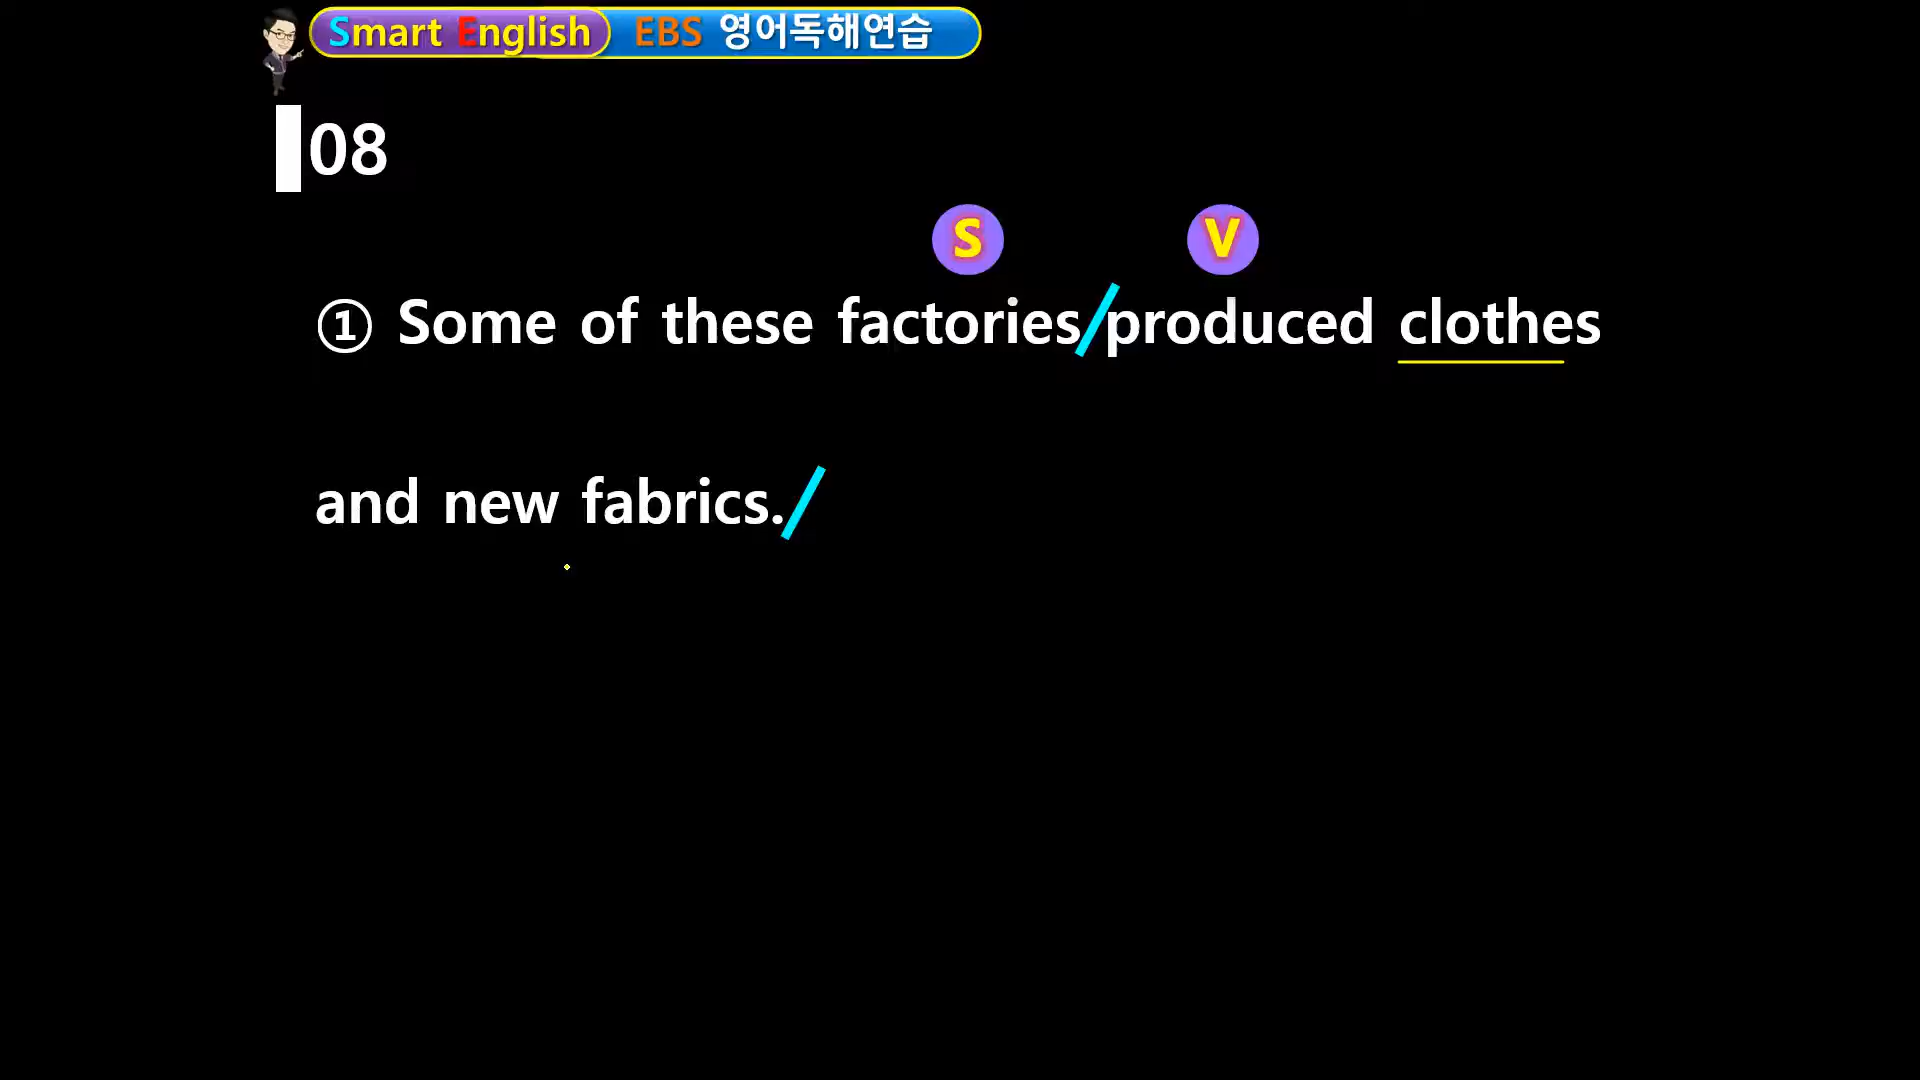 Smart English EBS 영어독해연습
08
S V
① Some of these factories/produced clothes
and new fabrics./